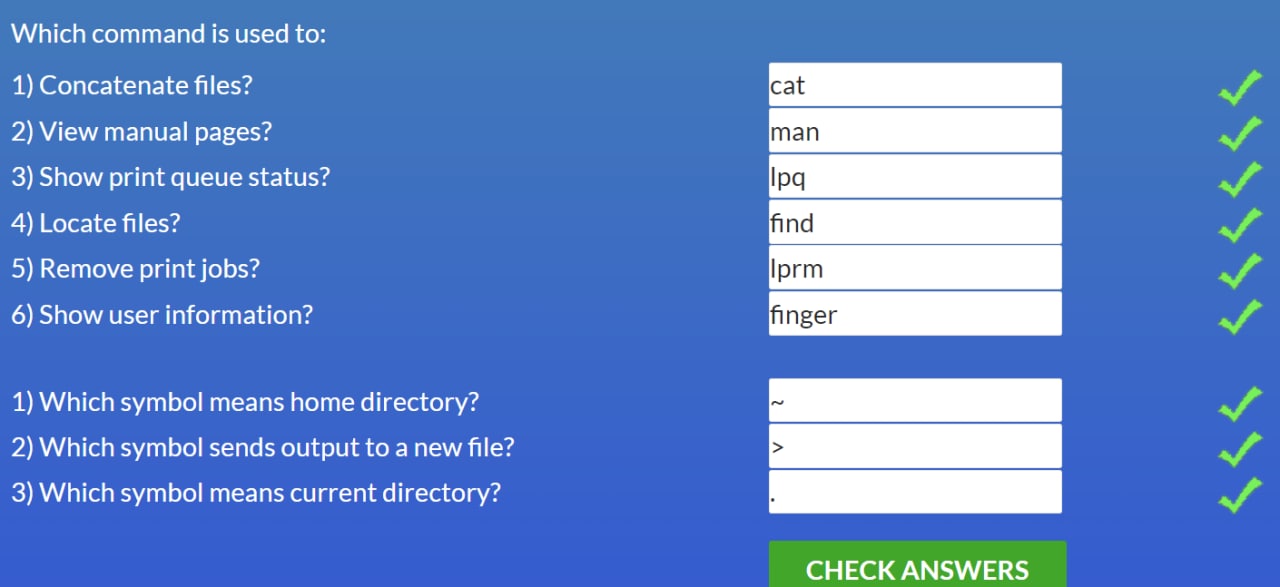 Which command is used to:
1) Concatenate files? cat
2) View manual pages? man
3) Show print queue status? lpq
4) Locate files? find
5) Remove print jobs? lprm
6) Show user information? finger
1) Which symbol means home directory? ~
2) Which symbol sends output to a new file? >
3) Which symbol means current directory? .
CHECK ANSWERS